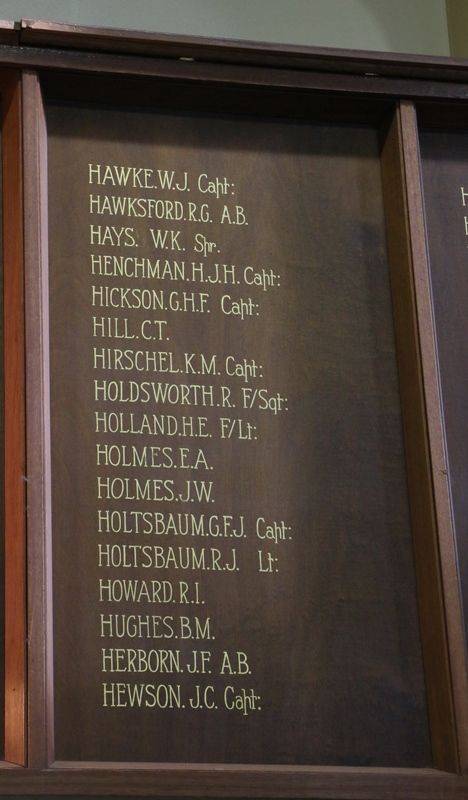 HAWKE.W.J. Capt:
HAWKSFORD.R.G. A.B.
HAYS. W.K. Spr.
HENCHMAN.H.J.H. Capt:
HICKSON.G.H.F. Capt:
HILL.C.T.
HIRSCHEL.K.M. Capt:
HOLDSWORTH.R. F/Sgt:
HOLLAND.H.E. F/Lt:
HOLMES.E.A.
HOLMES.J.W.
HOLTSBAUM.G.F.J. Capt:
HOLTSBAUM.R.J. Lt:
HOWARD.R.I.
HUGHES.B.M.
HERBORN.J.F. A.B.
HEWSON.J.C. Capt: